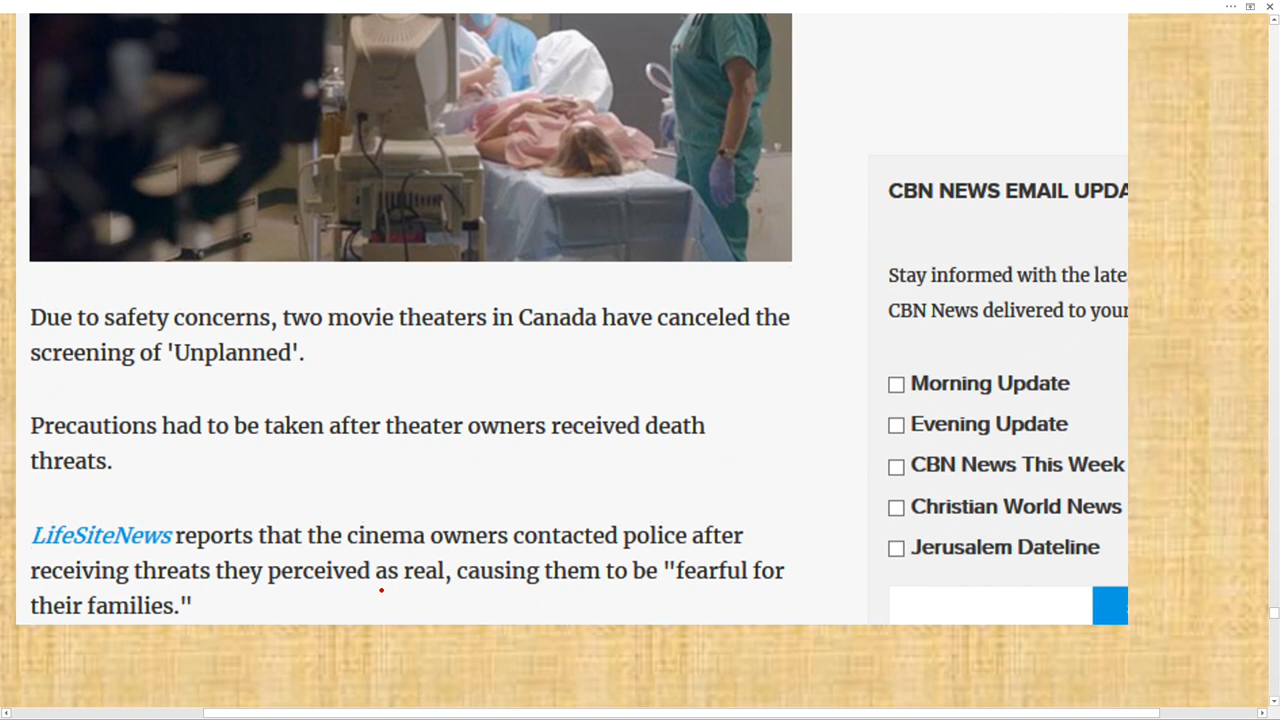 Due to safety concerns, two movie theaters in Canada have canceled the
screening of 'Unplanned'.
Precautions had to be taken after theater owners received death
threats.
LifeSiteNews reports that the cinema owners contacted police after
receiving threats they perceived as real, causing them to be "fearful for
their families."
CBN NEWS EMAIL UPDA
Stay informed with the late
CBN News delivered to your
Morning Update
Evening Update
CBN News This Week
Christian World News
Jerusalem Dateline